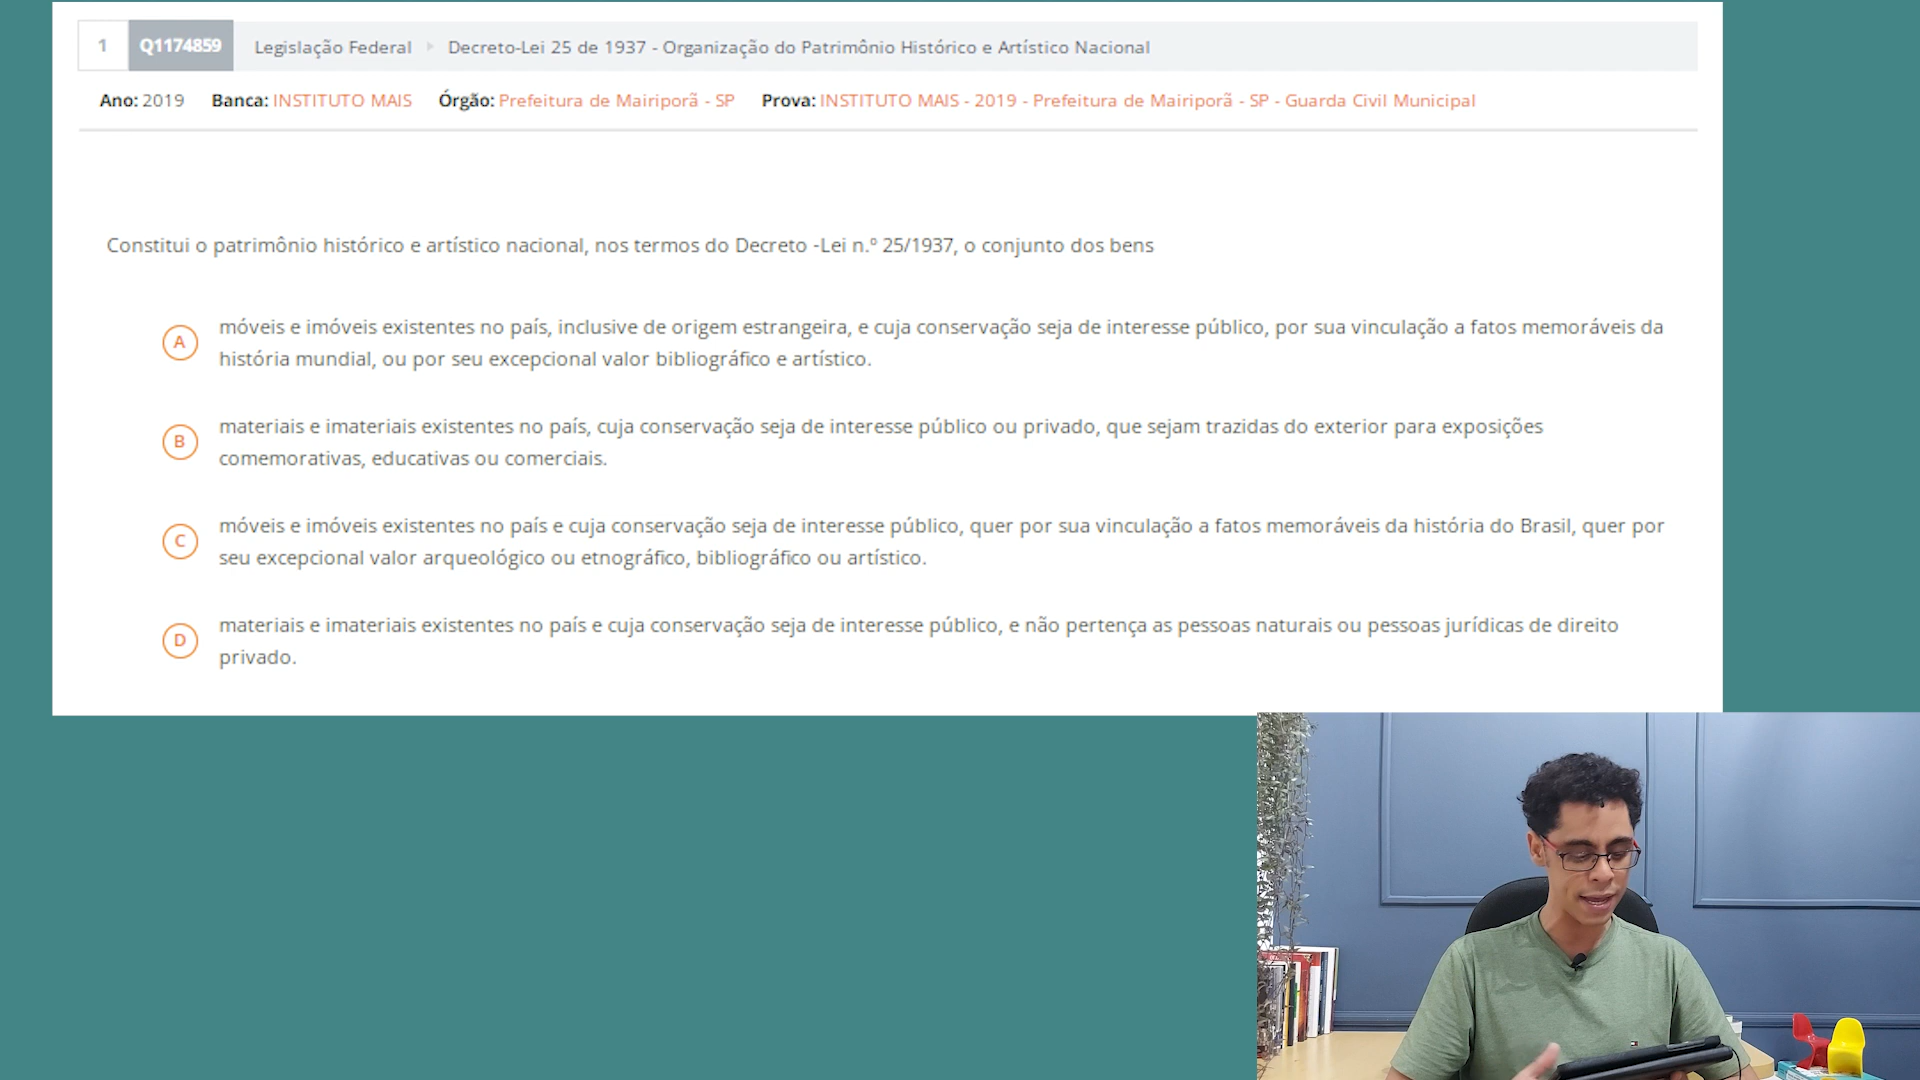 1 Q1174859 Legislação Federal Decreto-Lei 25 de 1937 - Organização do Patrimônio Histórico e Artístico Nacional
Ano: 2019 Banca: INSTITUTO MAIS Órgão: Prefeitura de Mairiporã - SP Prova: INSTITUTO MAIS - 2019 - Prefeitura de Mairiporã - SP - Guarda Civil Municipal
Constitui o patrimônio histórico e artístico nacional, nos termos do Decreto -Lei n.º 25/1937, o conjunto dos bens
A móveis e imóveis existentes no país, inclusive de origem estrangeira, e cuja conservação seja de interesse público, por sua vinculação a fatos memoráveis da
história mundial, ou por seu excepcional valor bibliográfico e artístico.
B materiais e imateriais existentes no país, cuja conservação seja de interesse público ou privado, que sejam trazidas do exterior para exposições
comemorativas, educativas ou comerciais.
C móveis e imóveis existentes no país e cuja conservação seja de interesse público, quer por sua vinculação a fatos memoráveis da história do Brasil, quer por
seu excepcional valor arqueológico ou etnográfico, bibliográfico ou artístico.
D materiais e imateriais existentes no país e cuja conservação seja de interesse público, e não pertença as pessoas naturais ou pessoas jurídicas de direito
privado.